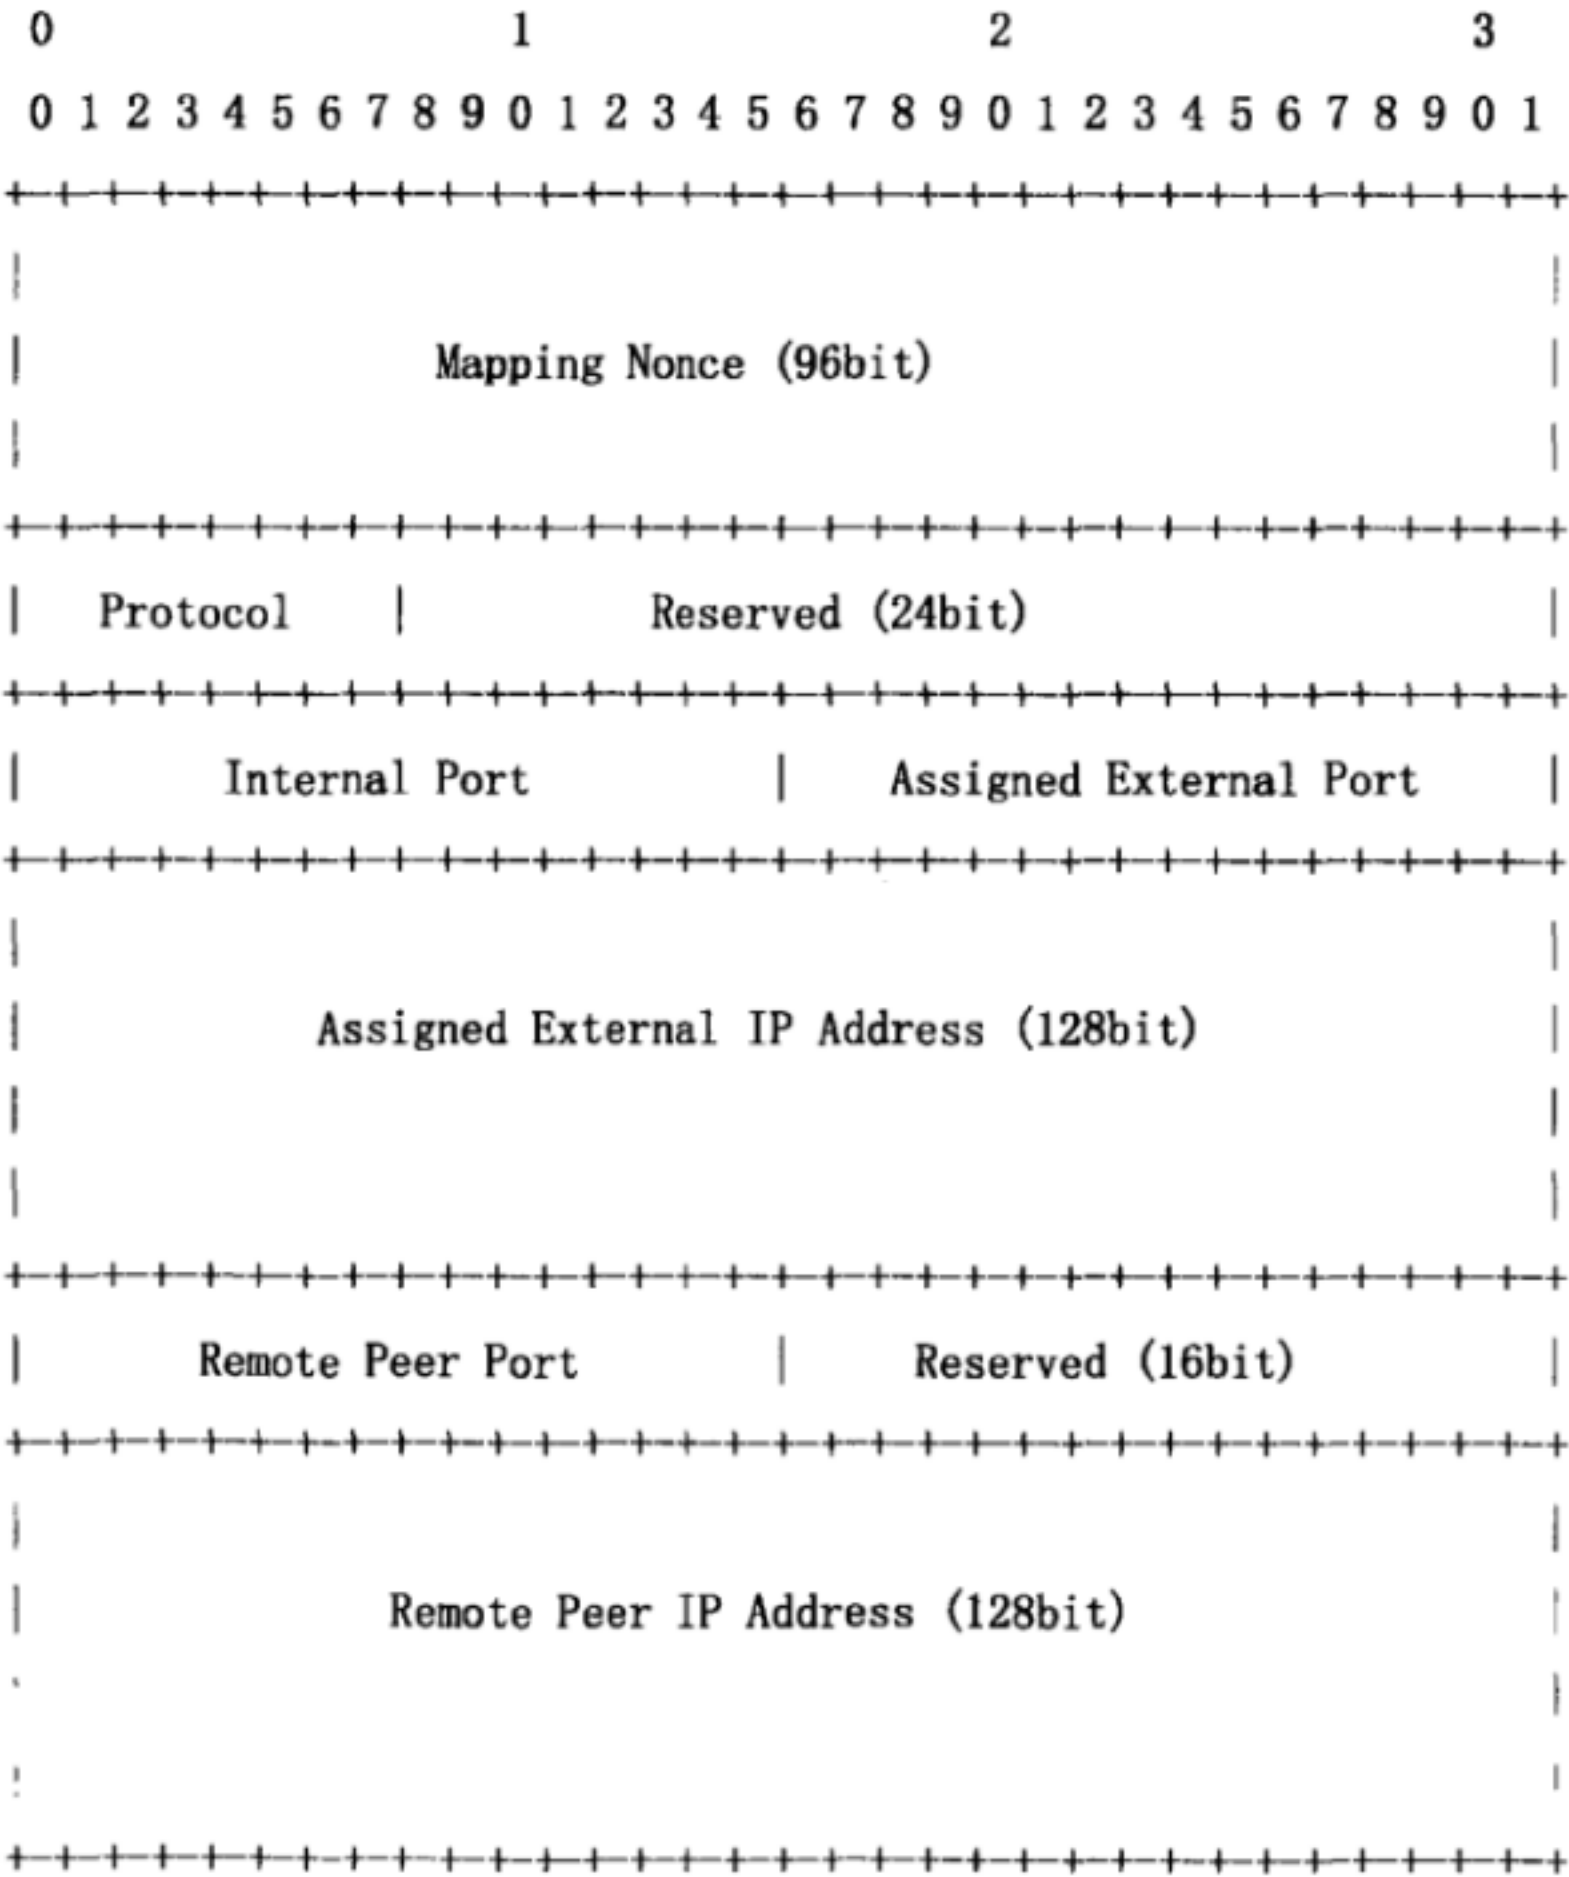 0 1 2 3
0 1 2 3 4 5 6 7 8 9 0 1 2 3 4 5 6 7 8 9 0 1 2 3 4 5 6 7 8 9 0 1
Mapping Nonce (96bit)
Protocol | Reserved (24bit)
Internal Port | Assigned External Port
Assigned External IP Address (128bit)
Remote Peer Port | Reserved (16bit)
Remote Peer IP Address (128bit)